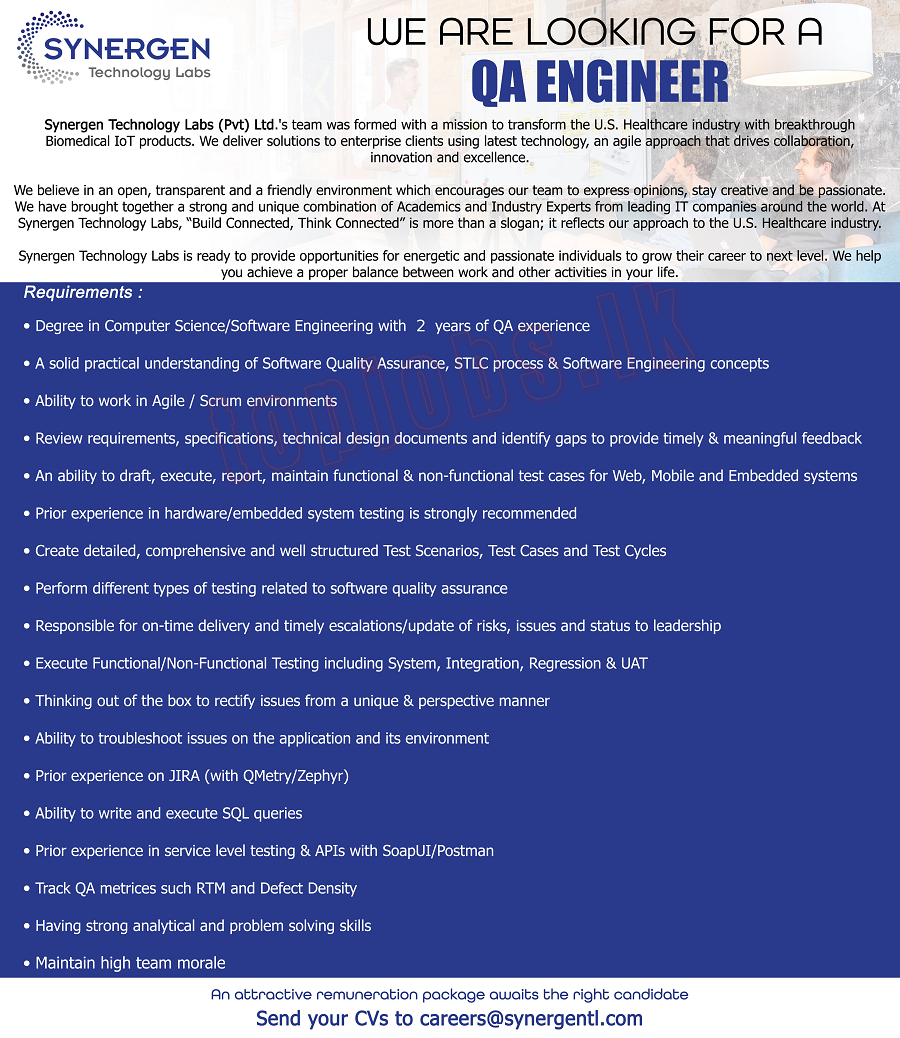 SYNERGEN
Technology Labs
WE ARE LOOKING FOR A
QA ENGINEER
Synergen Technology Labs (Pvt) Ltd.'s team was formed with a mission to transform the U.S. Healthcare industry with breakthrough
Biomedical IoT products. We deliver solutions to enterprise clients using latest technology, an agile approach that drives collaboration,
innovation and excellence.
We believe in an open, transparent and a friendly environment which encourages our team to express opinions, stay creative and be passionate.
We have brought together a strong and unique combination of Academics and Industry Experts from leading IT companies around the world. At
Synergen Technology Labs, “Build Connected, Think Connected” is more than a slogan; it reflects our approach to the U.S. Healthcare industry.
Synergen Technology Labs is ready to provide opportunities for energetic and passionate individuals to grow their career to next level. We help
you achieve a proper balance between work and other activities in your life.
Requirements :
• Degree in Computer Science/Software Engineering with 2 years of QA experience
• A solid practical understanding of Software Quality Assurance, STLC process & Software Engineering concepts
• Ability to work in Agile / Scrum environments
• Review requirements, specifications, technical design documents and identify gaps to provide timely & meaningful feedback
• An ability to draft, execute, report, maintain functional & non-functional test cases for Web, Mobile and Embedded systems
• Prior experience in hardware/embedded system testing is strongly recommended
• Create detailed, comprehensive and well structured Test Scenarios, Test Cases and Test Cycles
• Perform different types of testing related to software quality assurance
• Responsible for on-time delivery and timely escalations/update of risks, issues and status to leadership
• Execute Functional/Non-Functional Testing including System, Integration, Regression & UAT
• Thinking out of the box to rectify issues from a unique & perspective manner
• Ability to troubleshoot issues on the application and its environment
• Prior experience on JIRA (with QMetry/Zephyr)
• Ability to write and execute SQL queries
• Prior experience in service level testing & APIs with SoapUI/Postman
• Track QA metrices such RTM and Defect Density
• Having strong analytical and problem solving skills
• Maintain high team morale
topjobs.lk
An attractive remuneration package awaits the right candidate
Send your CVs to careers@synergentl.com